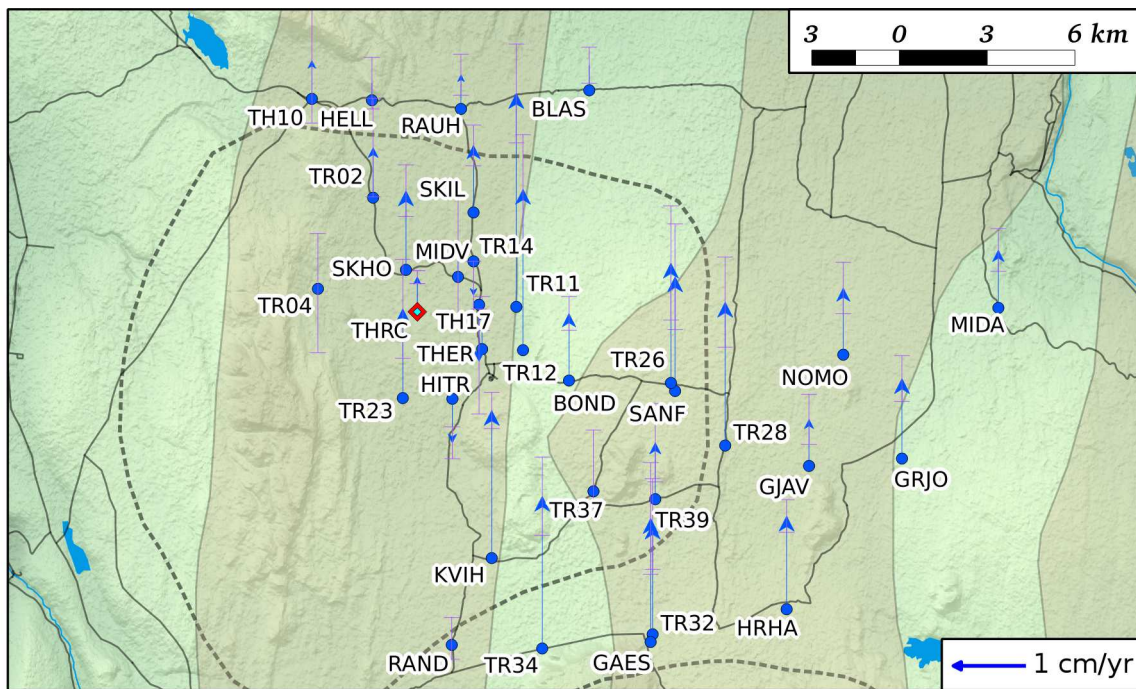 3 0 3 6 km
BLAS
TH10 HELL RAUH
TR02
SKIL
MIDV TR14
SKHO
TR04 TR11
THRC TH17 MIDA
THER
TR12
HITR TR26 NOMO
BOND
TR23 SANF
TR28
GJAV GRJO
TR37 TR39
KVIH
TR32 HRHA
RAND TR34 GAES
1 cm/yr